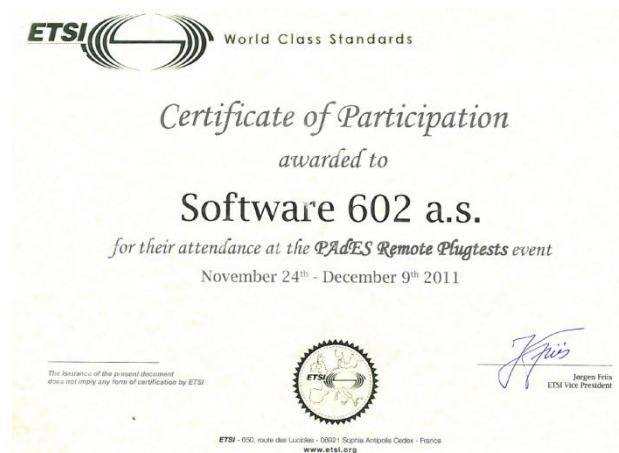 ETSI World Class Standards
Certificate of Participation
awarded to
Software 602 a.s.
for their attendance at the PAdES Remote Plugtests event
November 24th - December 9th 2011
The issurance of the present document
does not imply any form of certification by ETSI
ETSI
Jørgen Friis
ETSI Vice President
ETSI - 650, route des Lucioles - 06921 Sophia Antipolis Cedex - France
www.etsi.org